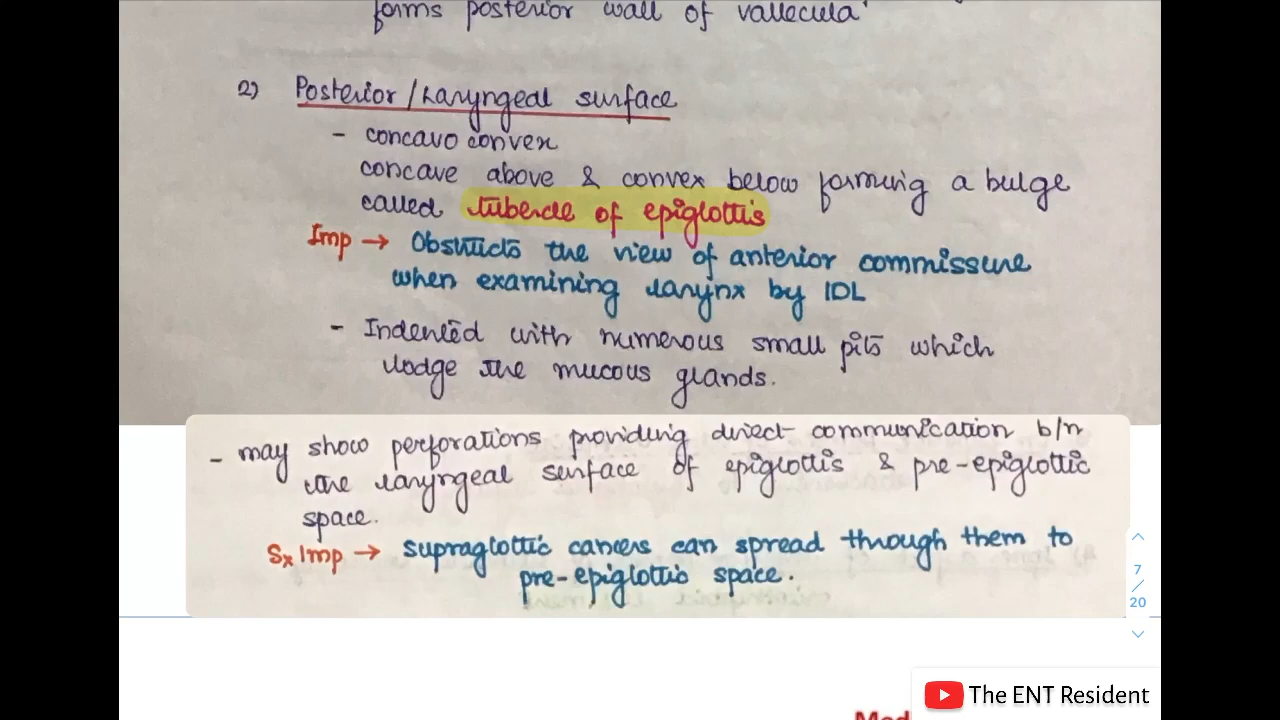 forms posterior wall of vallecula
2) Posterior/Laryngeal surface
- concavo convex
concave above & convex below forming a bulge
called tubercle of epiglottis
Imp → Obstructs the view of anterior commissure
when examining larynx by IDL
- Indented with numerous small pits which
lodge the mucous glands.
- may show perforations providing direct communication b/n
the laryngeal surface of epiglottis & pre-epiglottic
space.
Sx Imp → supraglottic cancers can spread through them to
pre-epiglottic space.
7
/
20
The ENT Resident